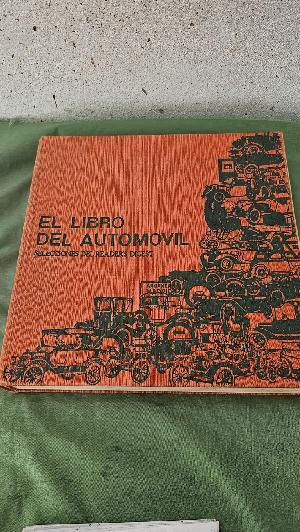 EL LIBRO
DEL AUTOMOVIL
SELECCIONES DEL READER'S DIGEST